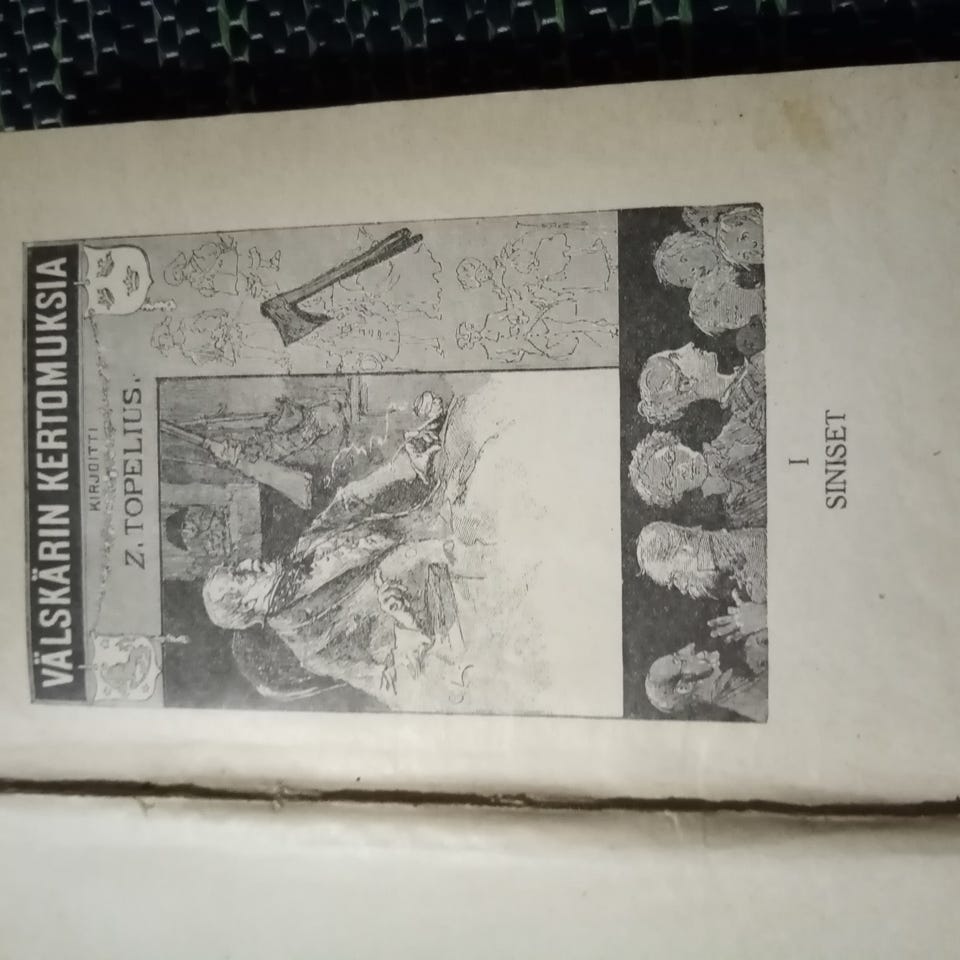 VÄLSKÄRIN KERTOMUKSIA
KIRJOITTI
Z. TOPELIUS.
I
SINISET